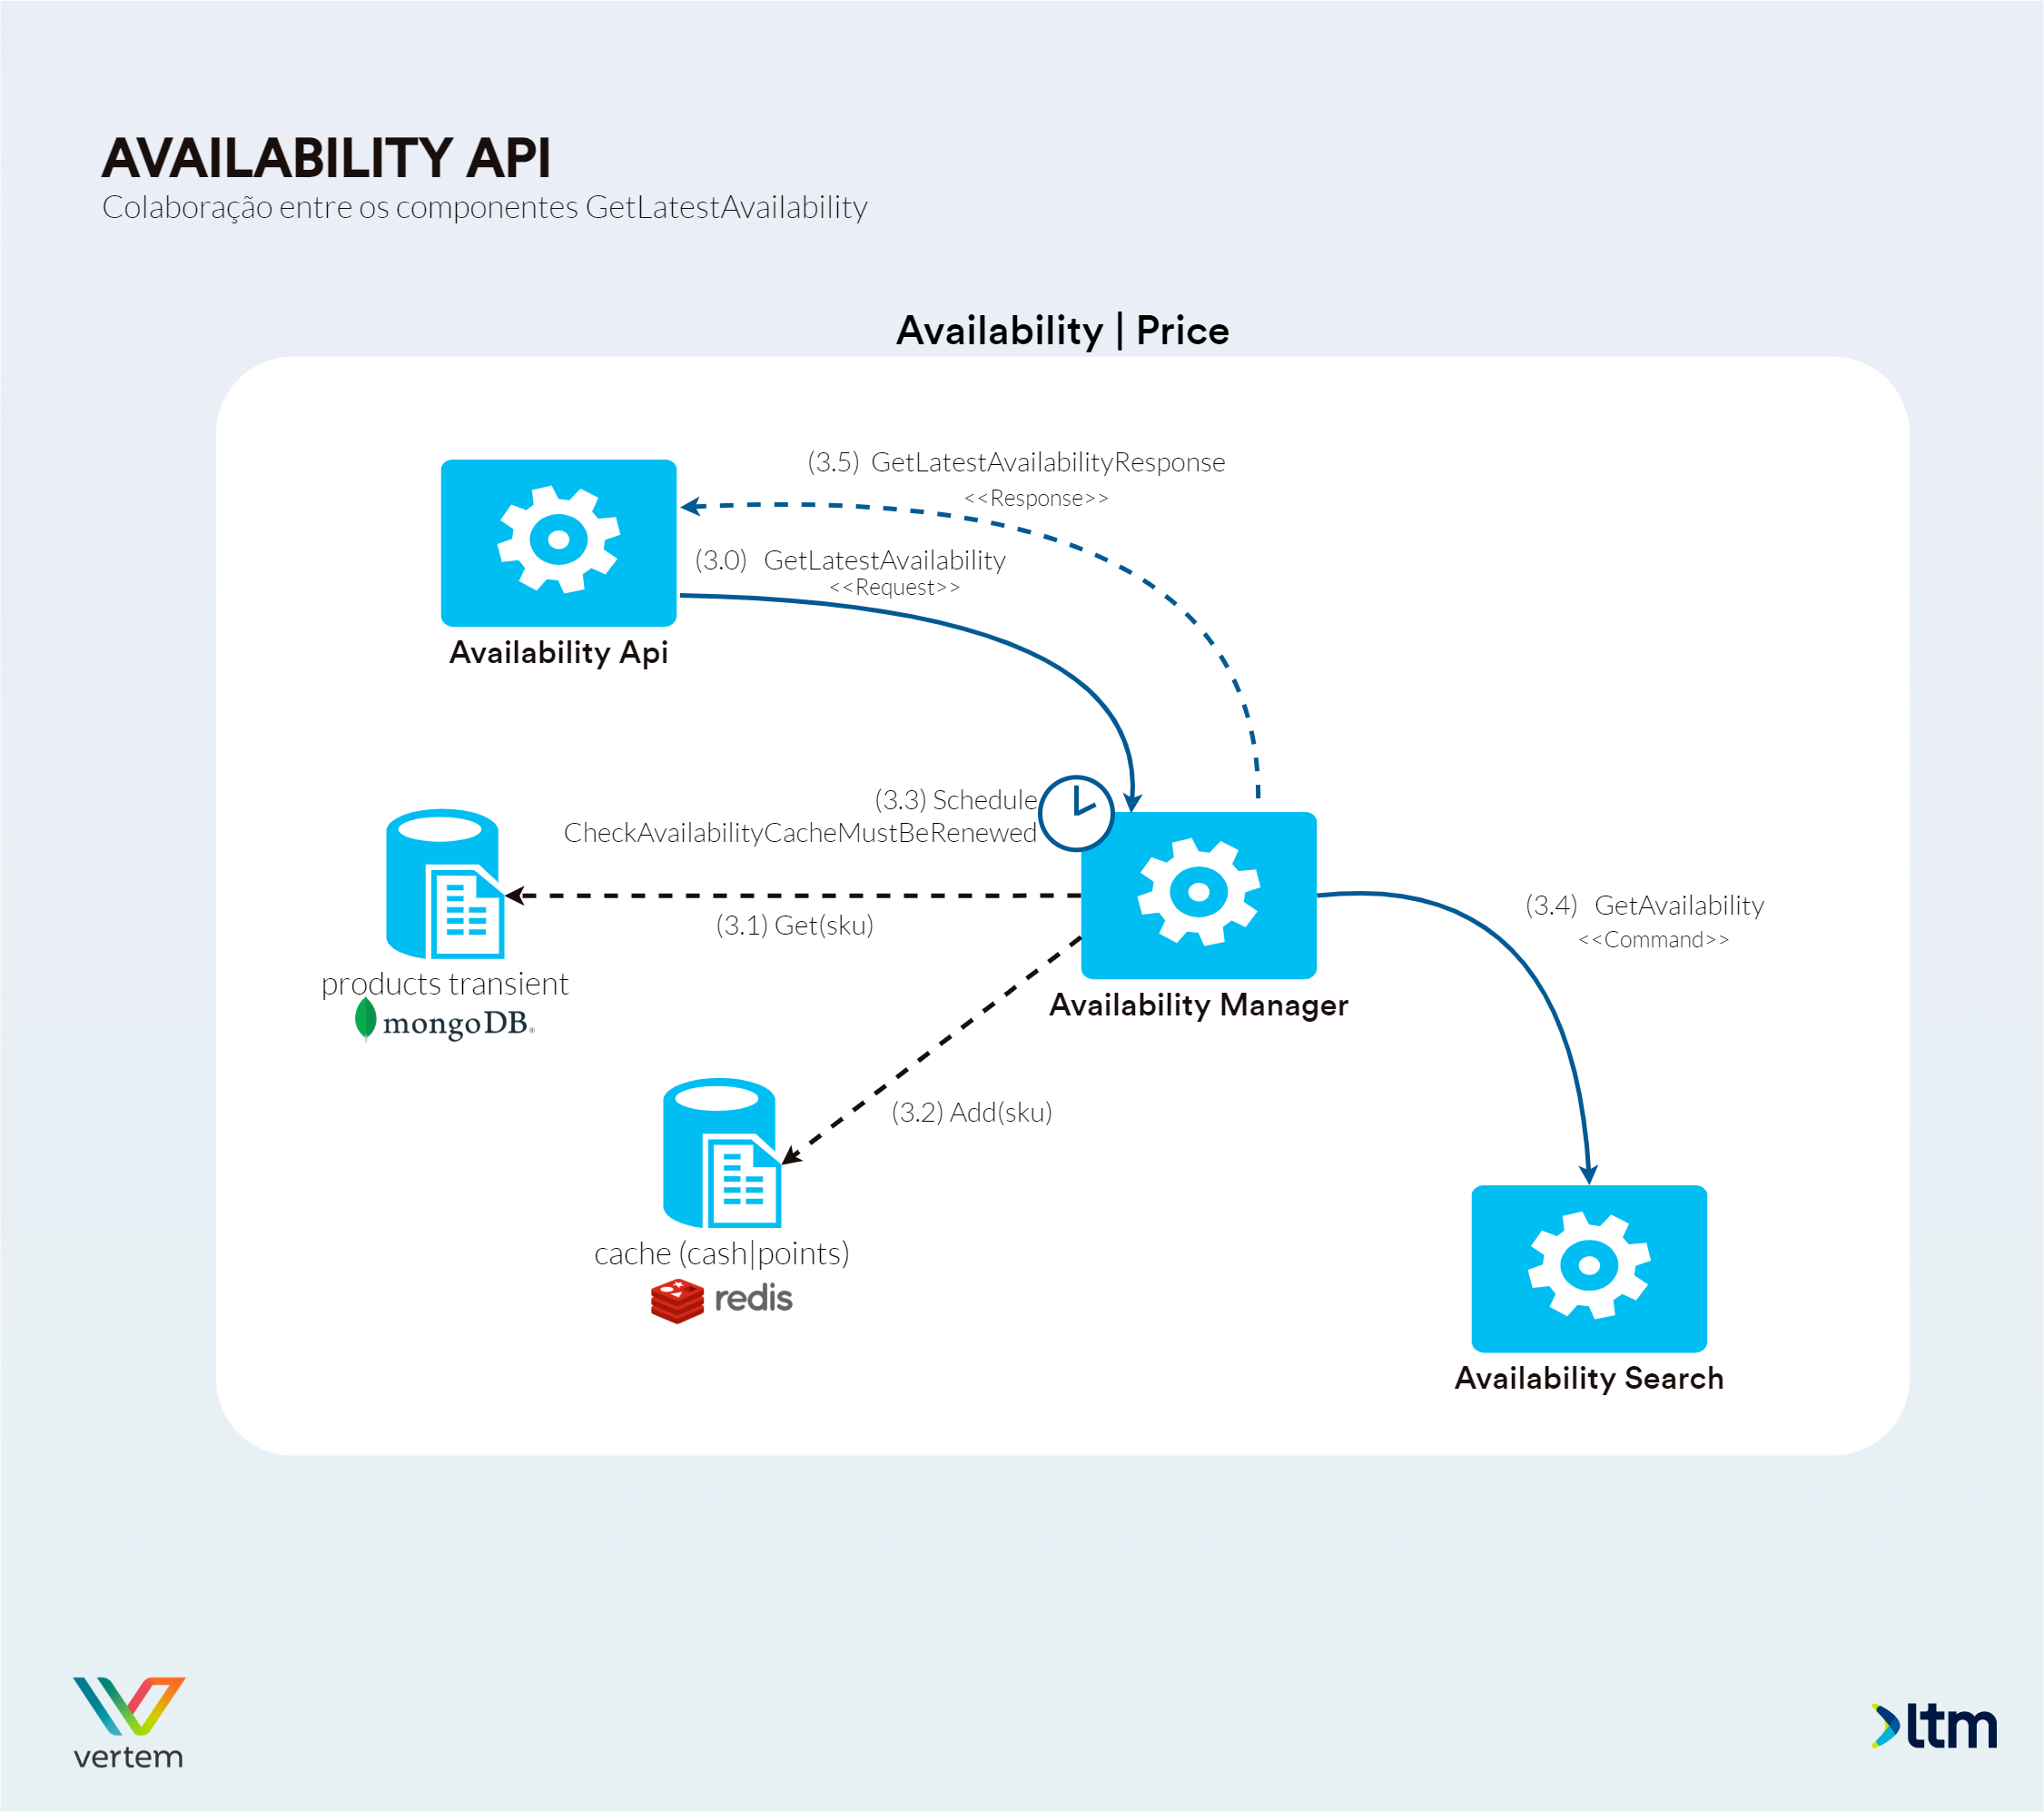 AVAILABILITY API
Colaboração entre os componentes GetLatestAvailability
Availability | Price
(3.5) GetLatestAvailabilityResponse
<<Response>>
(3.0) GetLatestAvailability
<<Request>>
Availability Api
(3.3) Schedule
CheckAvailabilityCacheMustBeRenewed
(3.1) Get(sku)
(3.4) GetAvailability
<<Command>>
products transient
mongoDB®
Availability Manager
(3.2) Add(sku)
cache (cash|points)
redis
Availability Search
vertem
ltm